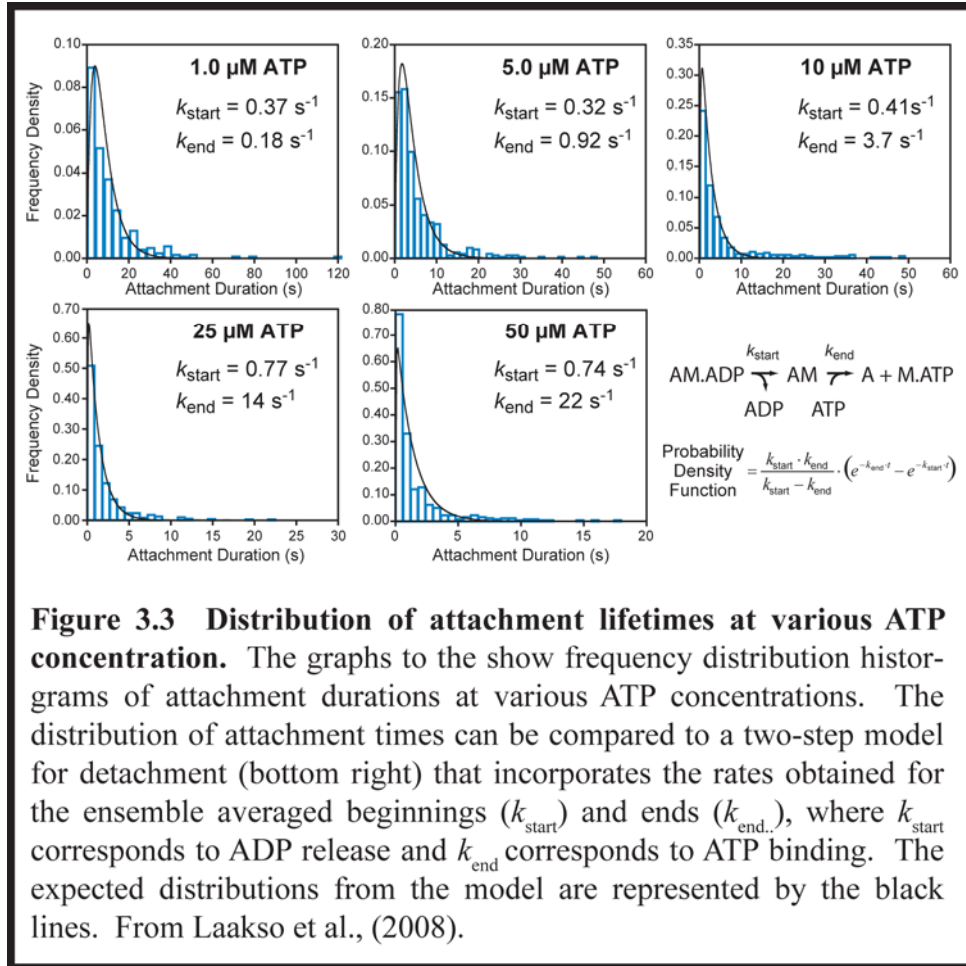 1.0 µM ATP
kstart = 0.37 s-1
kend = 0.18 s-1
Frequency Density
0.10
0.08
0.06
0.04
0.02
0.00
0 20 40 60 80 100 120
Attachment Duration (s)
5.0 µM ATP
kstart = 0.32 s-1
kend = 0.92 s-1
0.20
0.15
0.10
0.05
0.00
0 10 20 30 40 50 60
Attachment Duration (s)
10 µM ATP
kstart = 0.41s-1
kend = 3.7 s-1
0.35
0.30
0.25
0.20
0.15
0.10
0.05
0.00
0 10 20 30 40 50 60
Attachment Duration (s)
25 µM ATP
kstart = 0.77 s-1
kend = 14 s-1
Frequency Density
0.70
0.60
0.50
0.40
0.30
0.20
0.10
0.00
0 5 10 15 20 25 30
Attachment Duration (s)
50 µM ATP
kstart = 0.74 s-1
kend = 22 s-1
0.80
0.70
0.60
0.50
0.40
0.30
0.20
0.10
0.00
0 5 10 15 20
Attachment Duration (s)
kstart kend
AM.ADP AM A + M.ATP
ADP ATP
Probability Density Function = kstart · kend / kstart − kend · (e−kend·t − e−kstart·t)
Figure 3.3 Distribution of attachment lifetimes at various ATP
concentration. The graphs to the show frequency distribution histor-
grams of attachment durations at various ATP concentrations. The
distribution of attachment times can be compared to a two-step model
for detachment (bottom right) that incorporates the rates obtained for
the ensemble averaged beginnings (kstart) and ends (kend..), where kstart
corresponds to ADP release and kend corresponds to ATP binding. The
expected distributions from the model are represented by the black
lines. From Laakso et al., (2008).